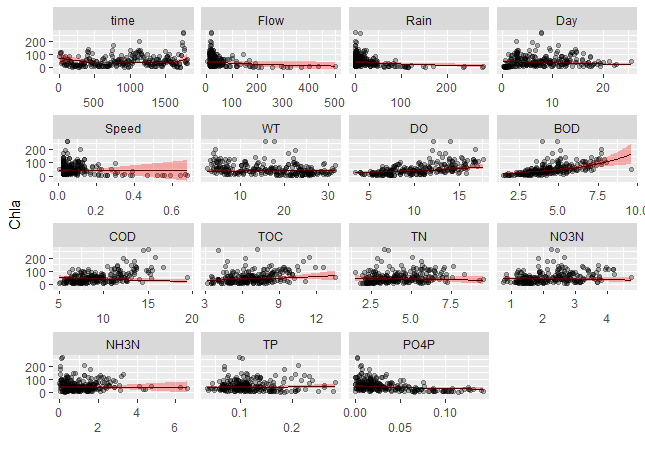 time Flow Rain Day
200
100
0
500 1000 1500 0 100 200 300 400 500 0 100 200 0 10 20
Speed WT DO BOD
200
100
0
0.0 0.2 0.4 0.6 10 20 30 5 10 15 2.5 5.0 7.5 10.0
Chla
COD TOC TN NO3N
200
100
0
5 10 15 20 3 6 9 12 2.5 5.0 7.5 1 2 3 4
NH3N TP PO4P
200
100
0
0 2 4 6 0.1 0.2 0.00 0.05 0.10